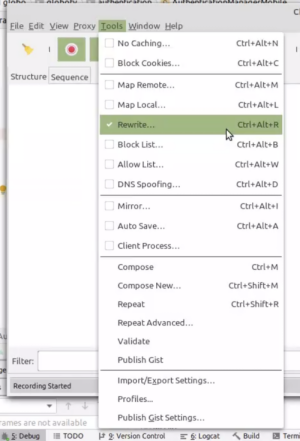 AuthenticationManagerMobile
File Edit View Proxy Tools Window Help
Structure Sequence
No Caching... Ctrl+Alt+N
Block Cookies... Ctrl+Alt+C
Map Remote... Ctrl+Alt+M
Map Local... Ctrl+Alt+L
Rewrite... Ctrl+Alt+R
Block List... Ctrl+Alt+B
Allow List... Ctrl+Alt+W
DNS Spoofing... Ctrl+Alt+D
Mirror... Ctrl+Alt+I
Auto Save... Ctrl+Alt+A
Client Process...
Compose Ctrl+M
Compose New... Ctrl+Shift+M
Repeat Ctrl+Shift+R
Repeat Advanced...
Validate
Publish Gist
Import/Export Settings...
Profiles...
Publish Gist Settings...
Filter:
Recording Started
rames are not available
5: Debug TODO 9: Version Control 6: Logcat Build Term